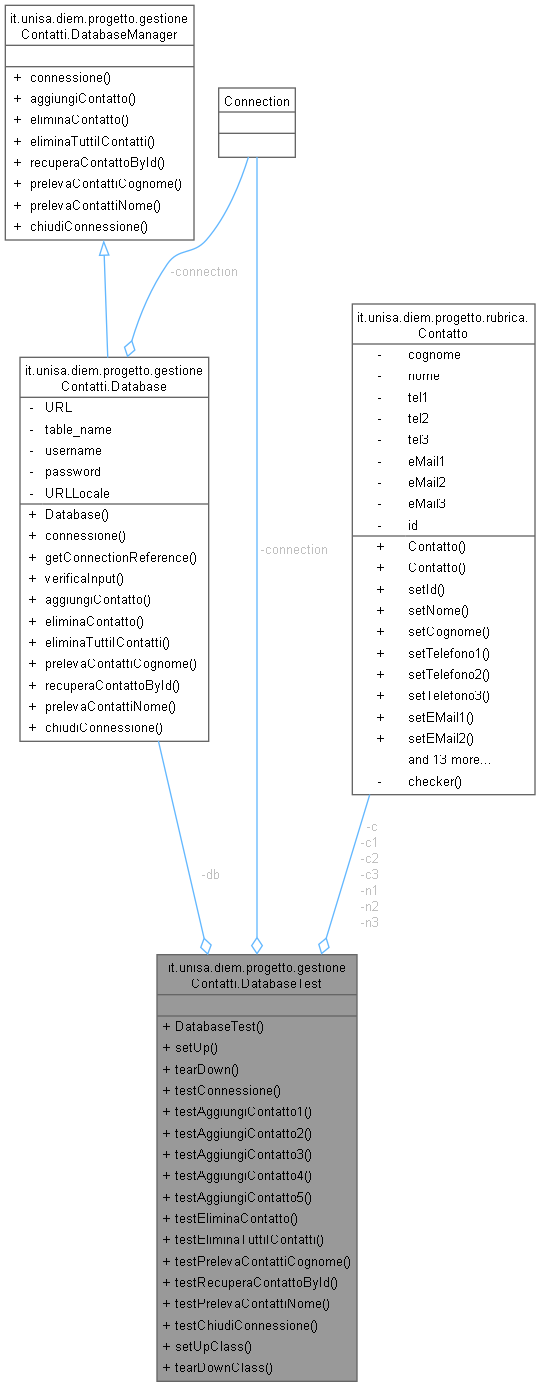 it.unisa.diem.progetto.gestione
Contatti.DatabaseManager
+ connessione()
+ aggiungiContatto()
+ eliminaContatto()
+ eliminaTuttiIContatti()
+ recuperaContattoById()
+ prelevaContattiCognome()
+ prelevaContattiNome()
+ chiudiConnessione()
Connection
-connection
it.unisa.diem.progetto.gestione
Contatti.Database
- URL
- table_name
- username
- password
- URLLocale
+ Database()
+ connessione()
+ getConnectionReference()
+ verificaInput()
+ aggiungiContatto()
+ eliminaContatto()
+ eliminaTuttiIContatti()
+ prelevaContattiCognome()
+ recuperaContattoById()
+ prelevaContattiNome()
+ chiudiConnessione()
-connection
it.unisa.diem.progetto.rubrica.
Contatto
- cognome
- nome
- tel1
- tel2
- tel3
- eMail1
- eMail2
- eMail3
- id
+ Contatto()
+ Contatto()
+ setId()
+ setNome()
+ setCognome()
+ setTelefono1()
+ setTelefono2()
+ setTelefono3()
+ setEMail1()
+ setEMail2()
and 13 more...
- checker()
-db
-c
-c1
-c2
-c3
-n1
-n2
-n3
it.unisa.diem.progetto.gestione
Contatti.DatabaseTest
+ DatabaseTest()
+ setUp()
+ tearDown()
+ testConnessione()
+ testAggiungiContatto1()
+ testAggiungiContatto2()
+ testAggiungiContatto3()
+ testAggiungiContatto4()
+ testAggiungiContatto5()
+ testEliminaContatto()
+ testEliminaTuttiIContatti()
+ testPrelevaContattiCognome()
+ testRecuperaContattoById()
+ testPrelevaContattiNome()
+ testChiudiConnessione()
+ setUpClass()
+ tearDownClass()